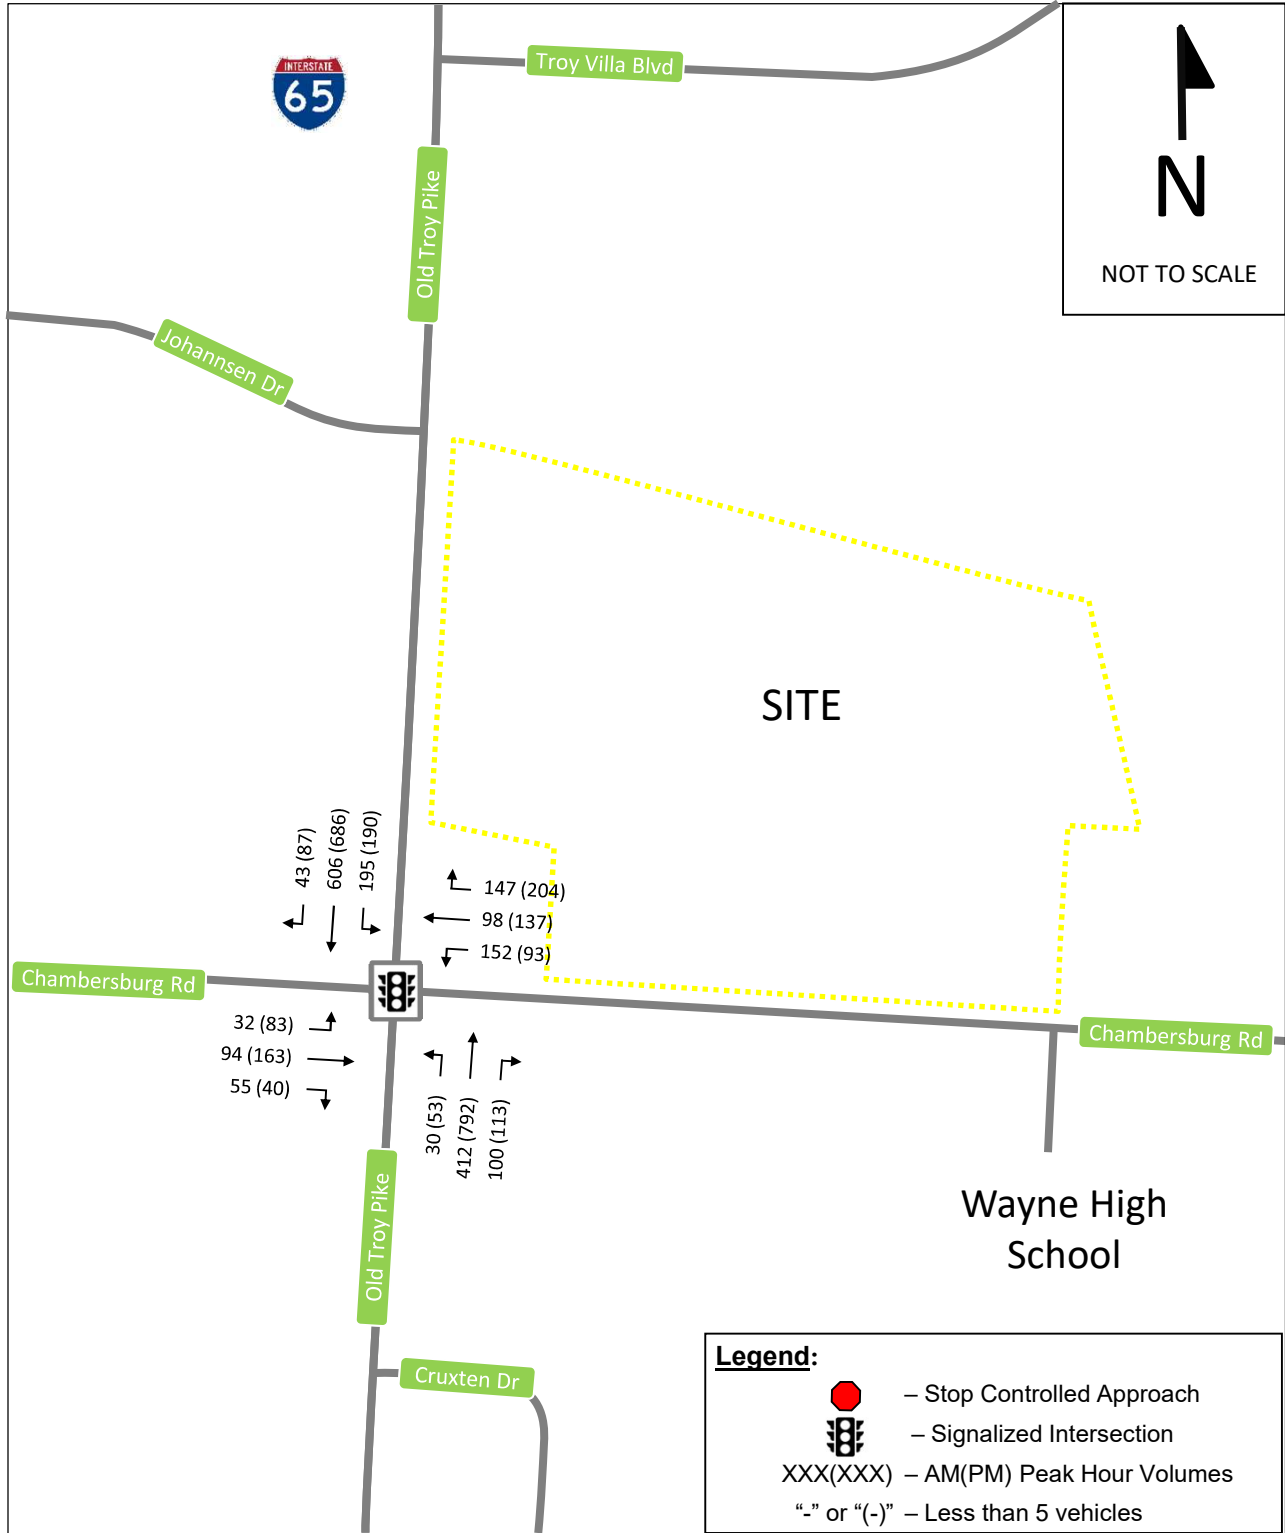 INTERSTATE
65
Troy Villa Blvd
N
NOT TO SCALE
Old Troy Pike
Johannsen Dr
SITE
43 (87)
606 (686)
195 (190)
147 (204)
98 (137)
152 (93)
Chambersburg Rd
Chambersburg Rd
32 (83)
94 (163)
55 (40)
30 (53)
412 (792)
100 (113)
Old Troy Pike
Wayne High
School
Cruxten Dr
Legend:
– Stop Controlled Approach
– Signalized Intersection
XXX(XXX) – AM(PM) Peak Hour Volumes
“-” or “(-)” – Less than 5 vehicles